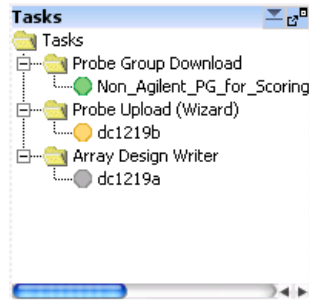 Tasks
Tasks
Probe Group Download
Non_Agilent_PG_for_Scoring
Probe Upload (Wizard)
dc1219b
Array Design Writer
dc1219a